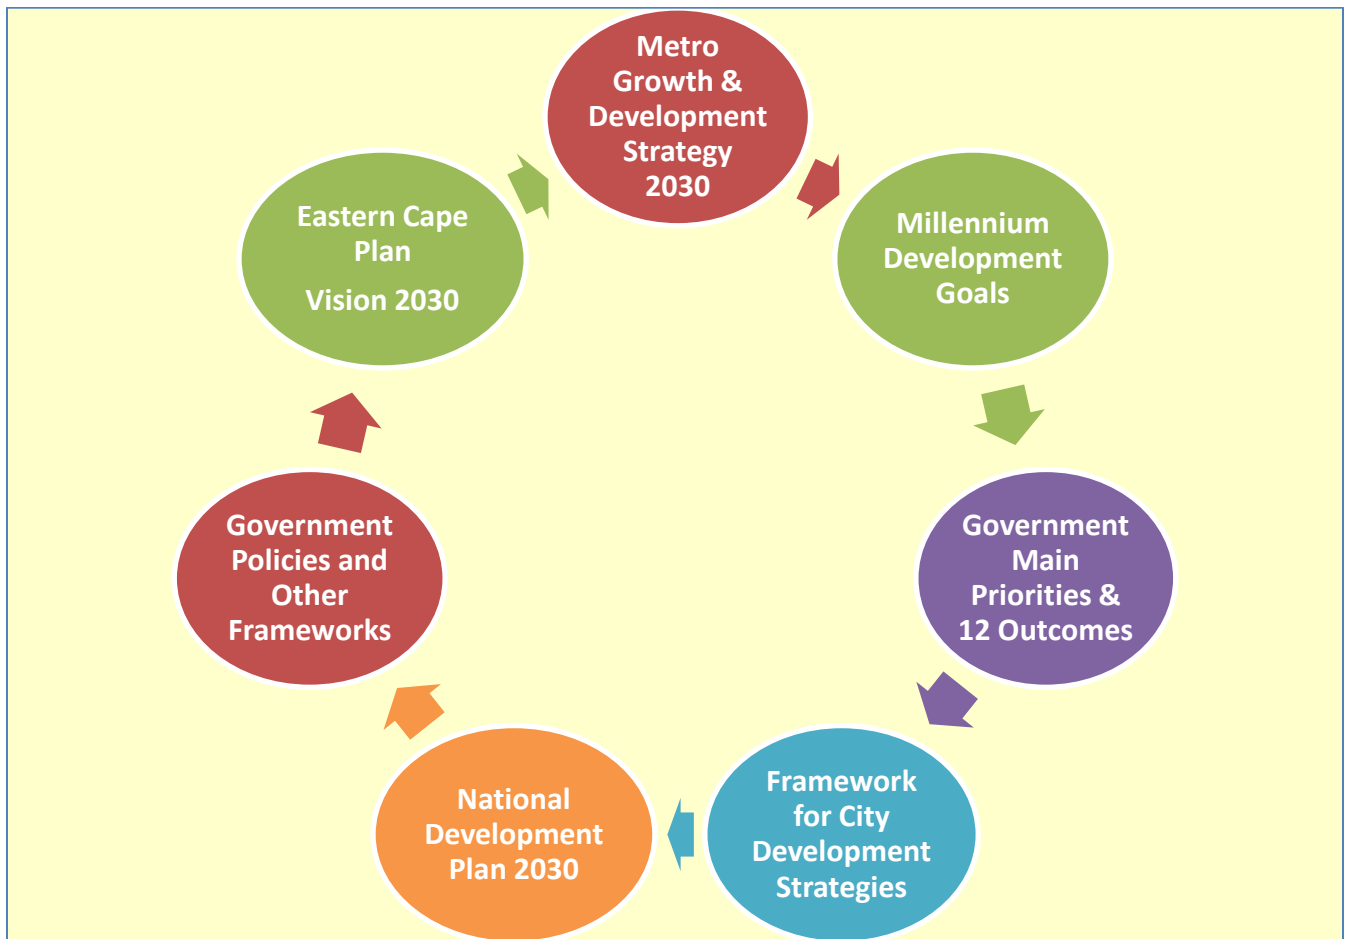 Metro
Growth &
Development
Strategy
2030
Millennium
Development
Goals
Government
Main
Priorities &
12 Outcomes
Framework
for City
Development
Strategies
National
Development
Plan 2030
Government
Policies and
Other
Frameworks
Eastern Cape
Plan
Vision 2030